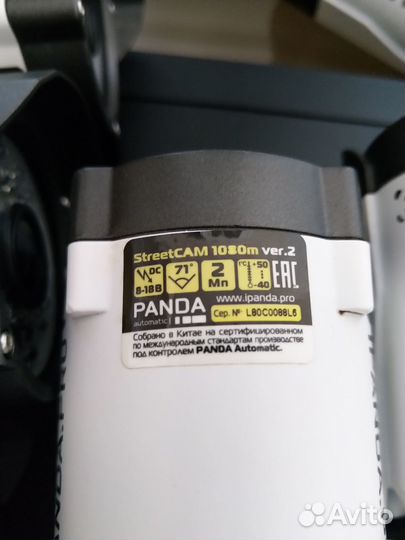 StreetCAM 1080m ver.2
DC 8-18В
71°
2 Мп
t°C +50 -40
EAC
PANDA
automatic
www.ipanda.pro
Сер. № L80C0088L6
Собрано в Китае на сертифицированном
по международным стандартам производстве
под контролем PANDA Automatic.
Avito